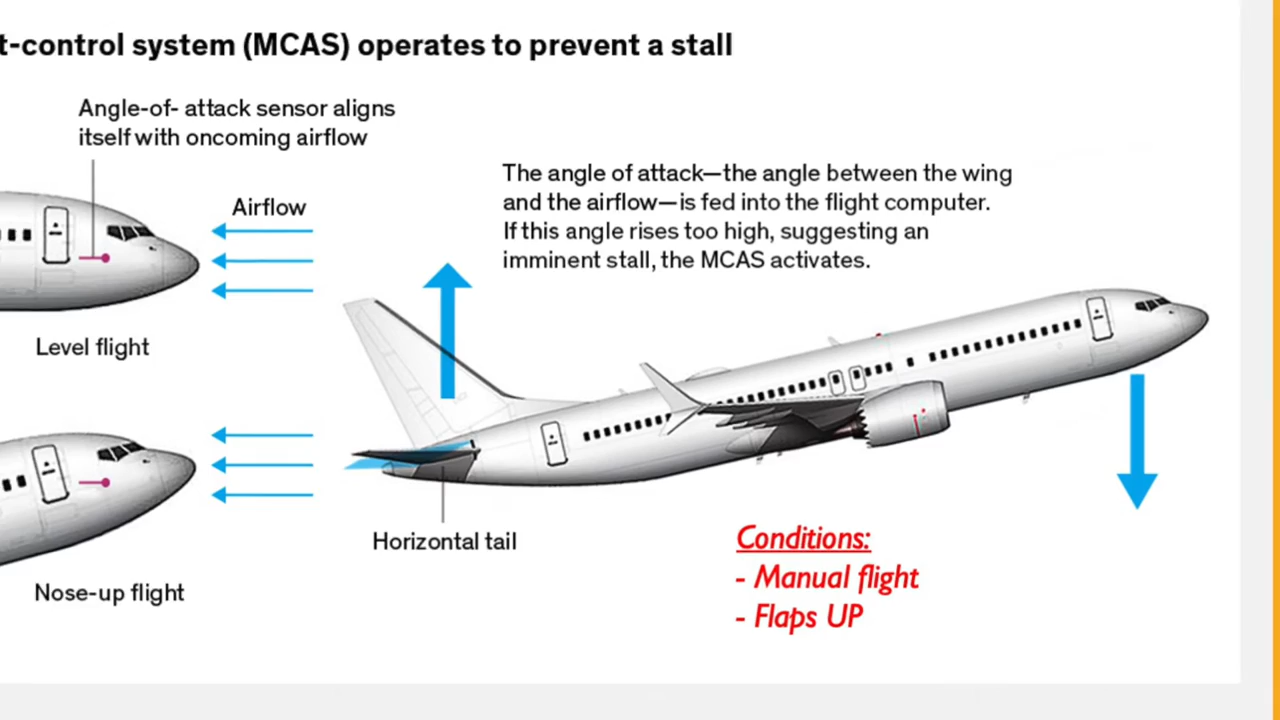 t-control system (MCAS) operates to prevent a stall
Angle-of- attack sensor aligns
itself with oncoming airflow
Airflow
The angle of attack—the angle between the wing
and the airflow—is fed into the flight computer.
If this angle rises too high, suggesting an
imminent stall, the MCAS activates.
Level flight
Horizontal tail
Nose-up flight
Conditions:
- Manual flight
- Flaps UP